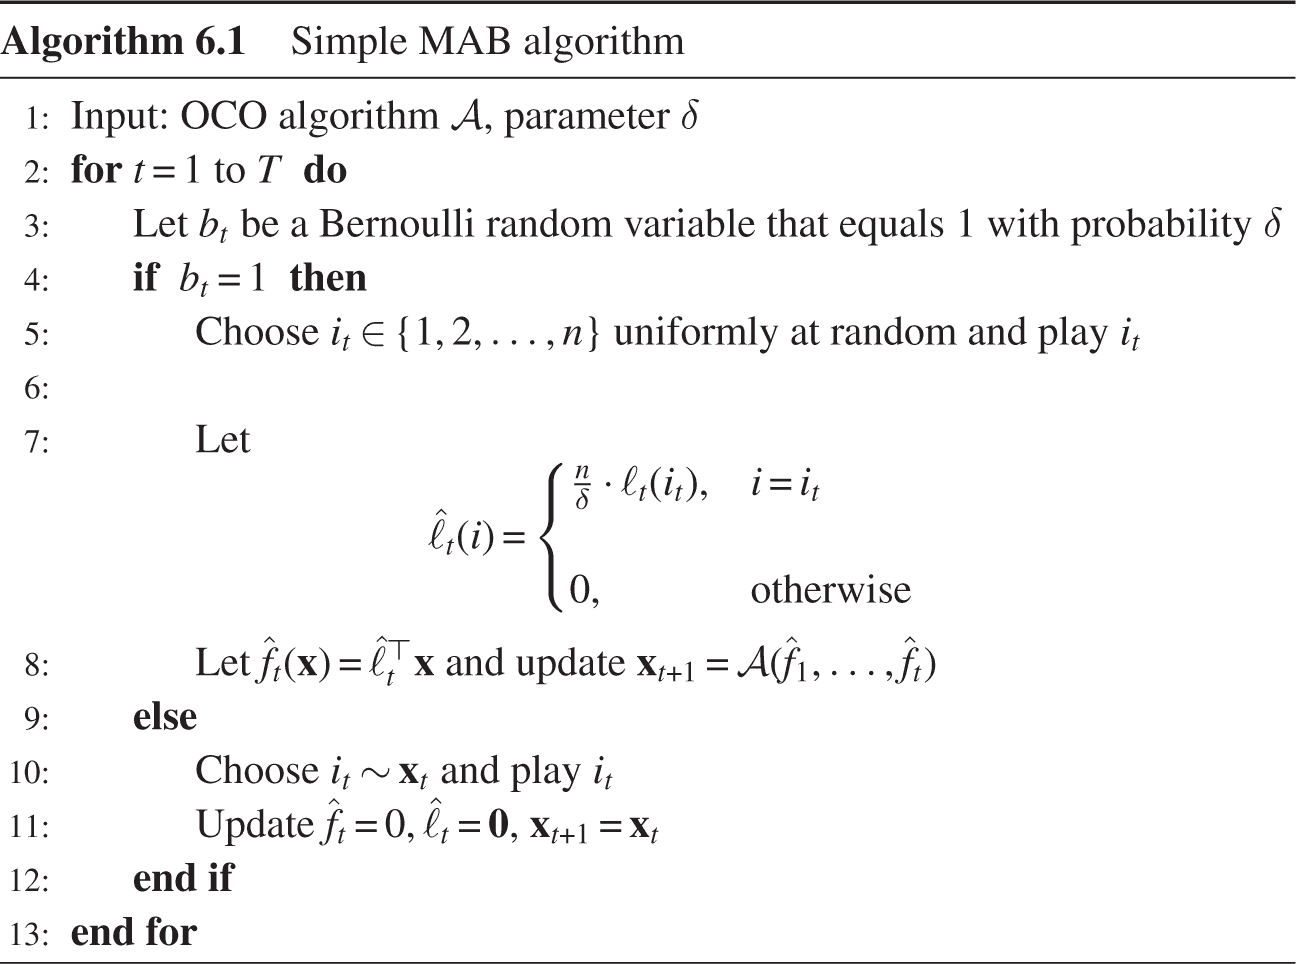 Algorithm 6.1 Simple MAB algorithm
1: Input: OCO algorithm 𝒜, parameter δ
2: for t = 1 to T do
3: Let b_t be a Bernoulli random variable that equals 1 with probability δ
4: if b_t = 1 then
5: Choose i_t ∈ {1, 2, . . . , n} uniformly at random and play i_t
6:
7: Let
ℓ̂_t(i) = { n/δ · ℓ_t(i_t), i = i_t
0, otherwise
8: Let f̂_t(x) = ℓ̂_t^⊤ x and update x_{t+1} = 𝒜(f̂_1, . . . , f̂_t)
9: else
10: Choose i_t ∼ x_t and play i_t
11: Update f̂_t = 0, ℓ̂_t = 0, x_{t+1} = x_t
12: end if
13: end for